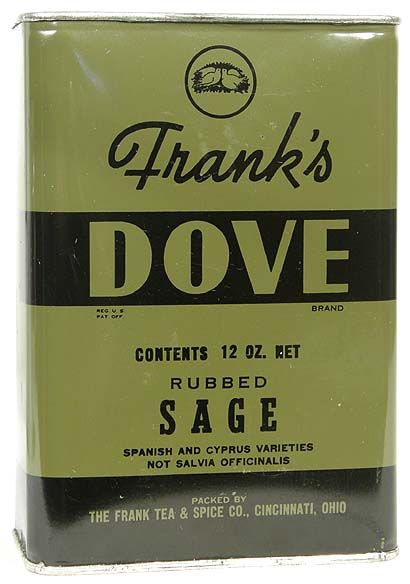 Frank's
DOVE
REG. U. S. BRAND
PAT. OFF.
CONTENTS 12 OZ. NET
RUBBED
SAGE
SPANISH AND CYPRUS VARIETIES
NOT SALVIA OFFICINALIS
PACKED BY
THE FRANK TEA & SPICE CO., CINCINNATI, OHIO